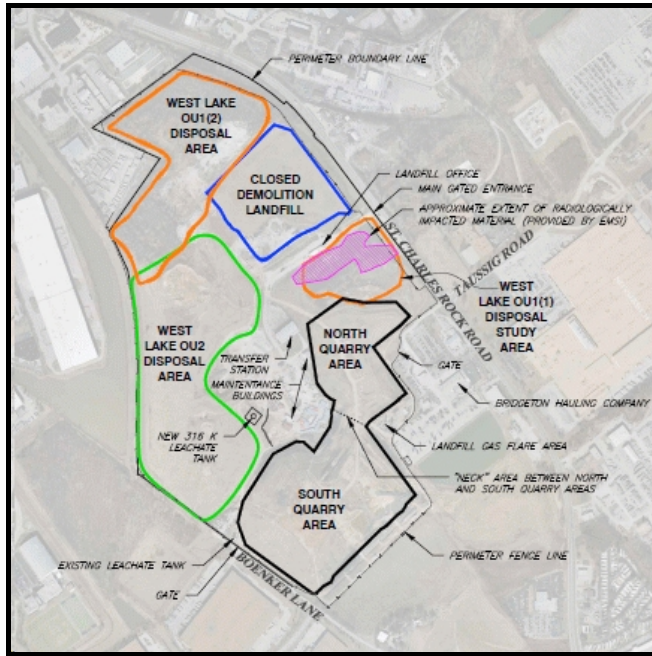 PERIMETER BOUNDARY LINE
WEST LAKE
OU1(2)
DISPOSAL
AREA
CLOSED
DEMOLITION
LANDFILL
LANDFILL OFFICE
MAIN GATED ENTRANCE
APPROXIMATE EXTENT OF RADIOLOGICALLY
IMPACTED MATERIAL (PROVIDED BY EMSI)
ST. CHARLES ROCK ROAD
TAUSSIG ROAD
WEST
LAKE OU1(1)
DISPOSAL
STUDY
AREA
WEST
LAKE OU2
DISPOSAL
AREA
NORTH
QUARRY
AREA
TRANSFER
STATION
MAINTENTANCE
BUILDINGS
GATE
BRIDGETON HAULING COMPANY
NEW 316 K
LEACHATE
TANK
LANDFILL GAS FLARE AREA
"NECK" AREA BETWEEN NORTH
AND SOUTH QUARRY AREAS
SOUTH
QUARRY
AREA
PERIMETER FENCE LINE
EXISTING LEACHATE TANK
GATE
BOENKER LANE